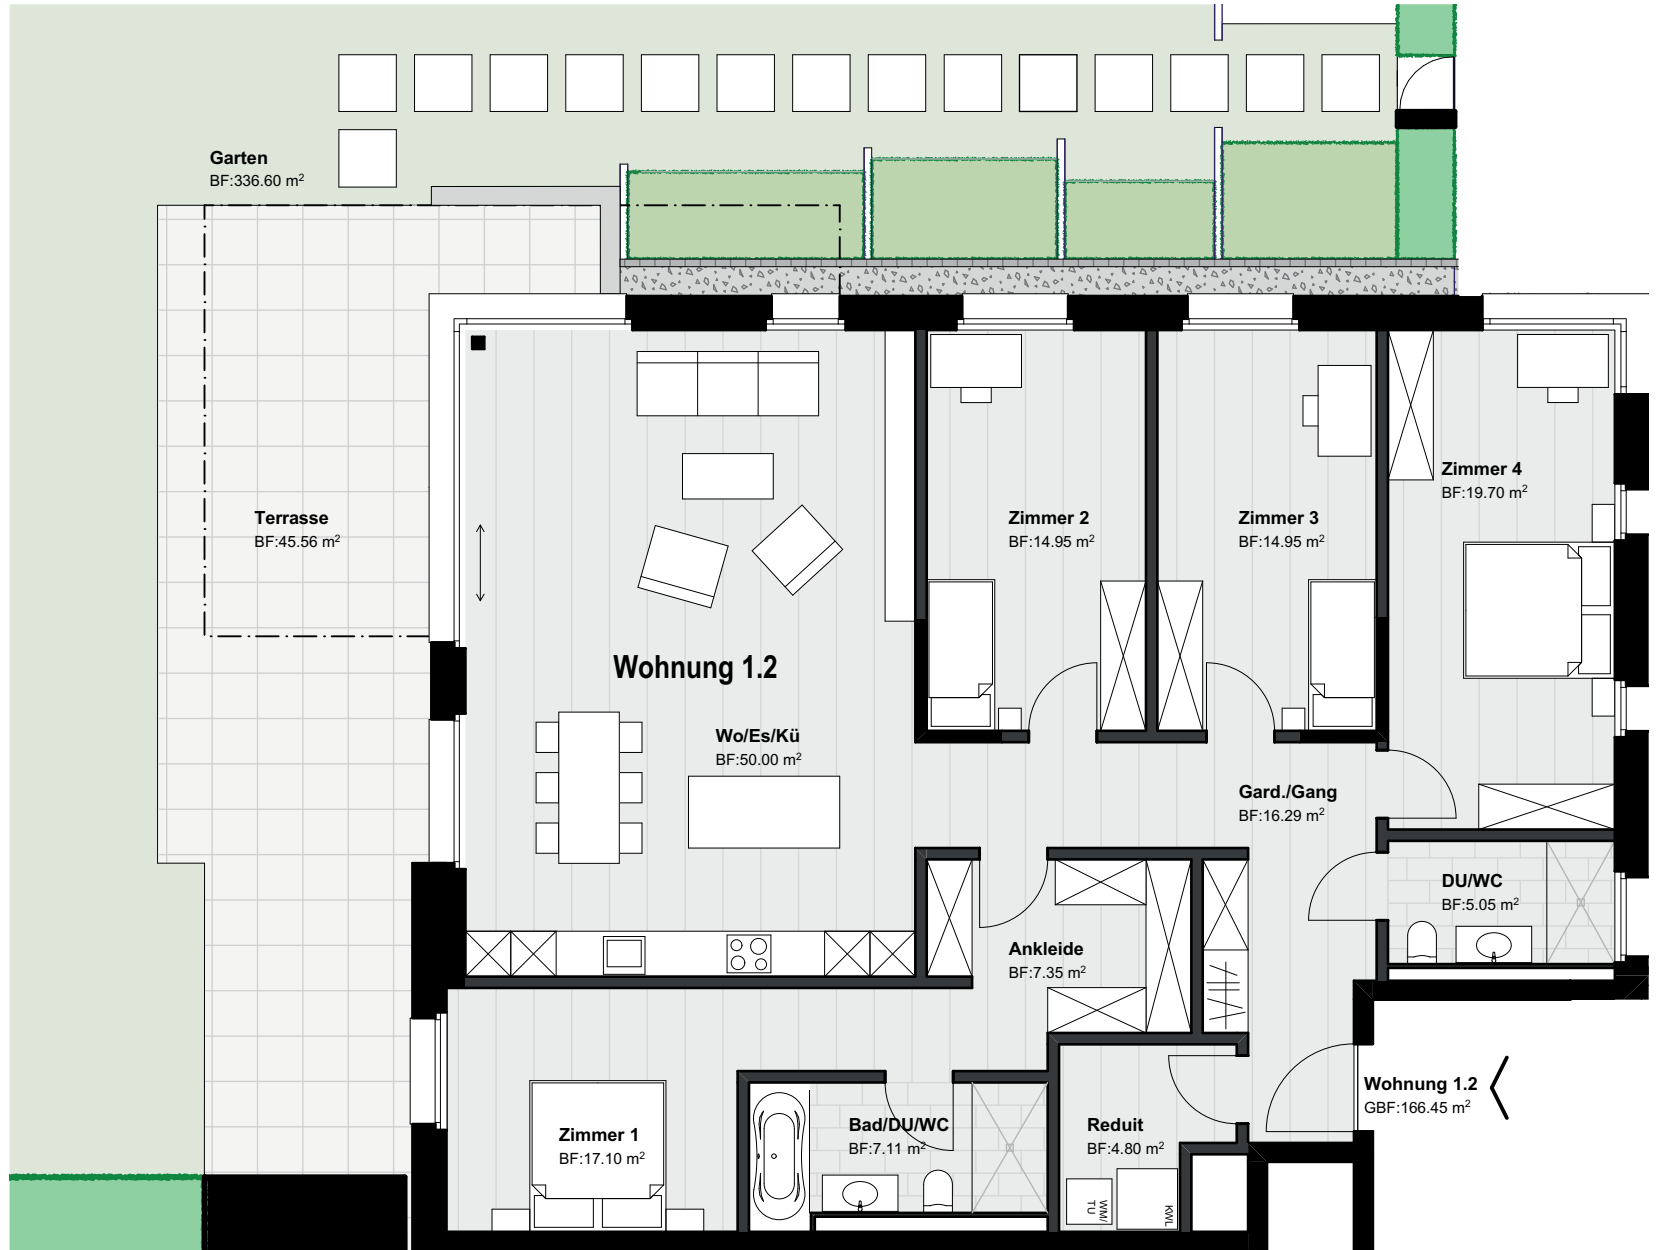 Garten
BF:336.60 m²
Terrasse
BF:45.56 m²
Wohnung 1.2
Wo/Es/Kü
BF:50.00 m²
Zimmer 2
BF:14.95 m²
Zimmer 3
BF:14.95 m²
Zimmer 4
BF:19.70 m²
Gard./Gang
BF:16.29 m²
DU/WC
BF:5.05 m²
Ankleide
BF:7.35 m²
Zimmer 1
BF:17.10 m²
Bad/DU/WC
BF:7.11 m²
Reduit
BF:4.80 m²
WM/
TU
KWL
Wohnung 1.2
GBF:166.45 m²